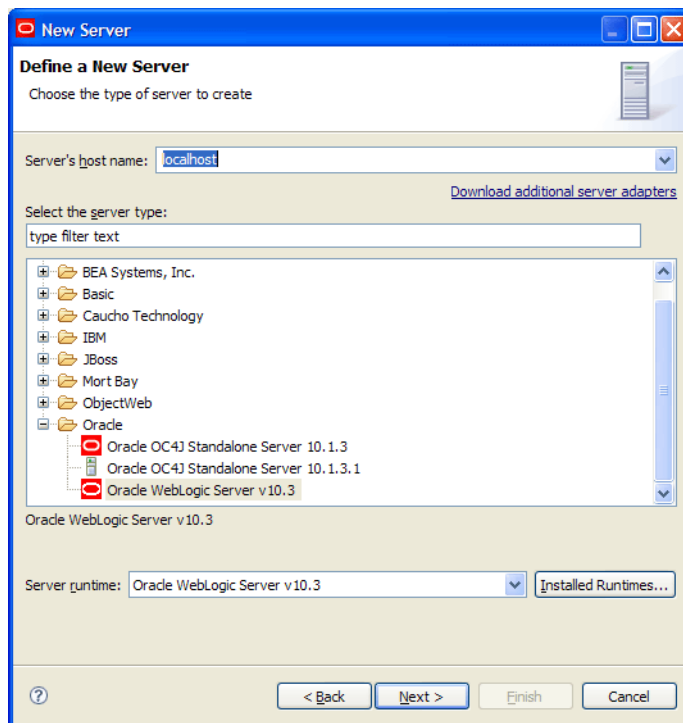 New Server
Define a New Server
Choose the type of server to create
Server's host name: localhost
Download additional server adapters
Select the server type:
type filter text
BEA Systems, Inc.
Basic
Caucho Technology
IBM
JBoss
Mort Bay
ObjectWeb
Oracle
Oracle OC4J Standalone Server 10.1.3
Oracle OC4J Standalone Server 10.1.3.1
Oracle WebLogic Server v10.3
Oracle WebLogic Server v10.3
Server runtime: Oracle WebLogic Server v10.3 Installed Runtimes...
? < Back Next > Finish Cancel